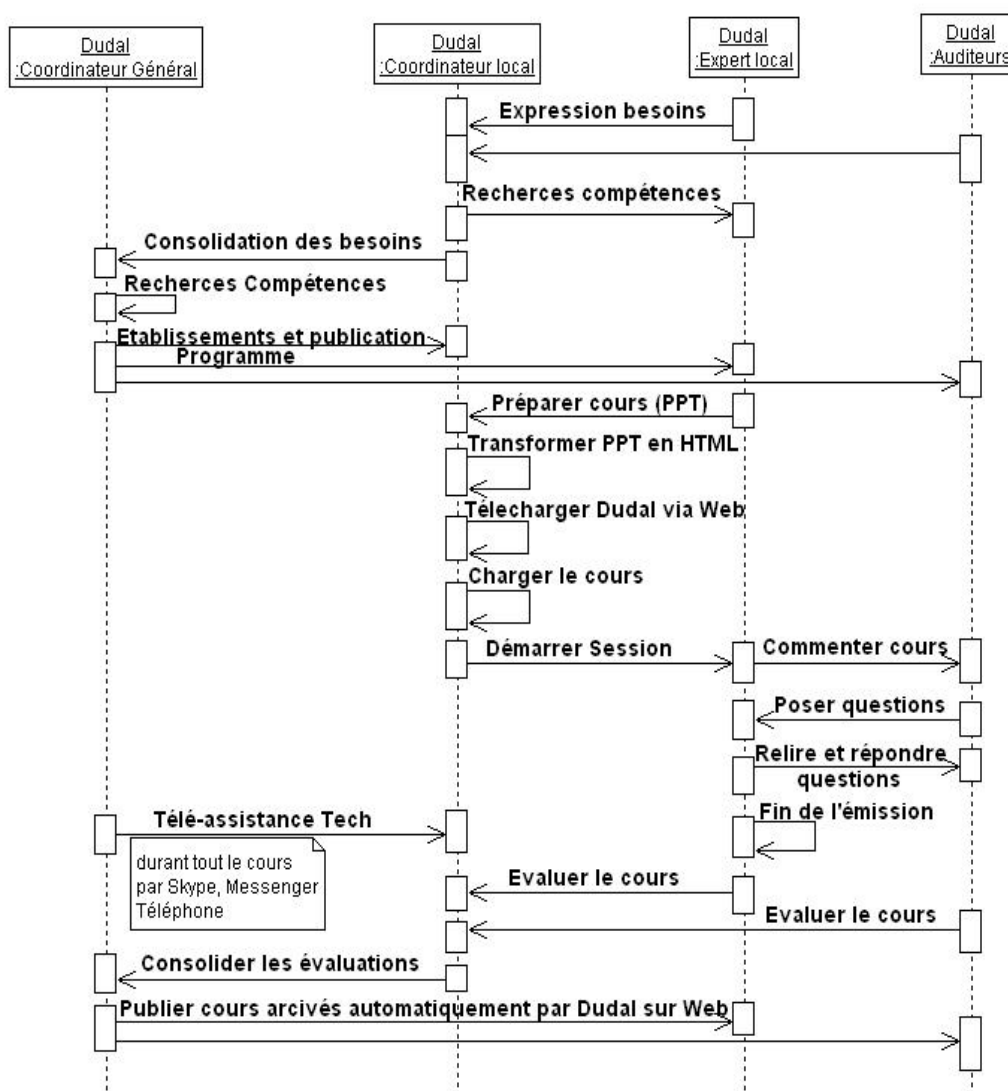 Dudal
:Coordinateur Général
Dudal
:Coordinateur local
Dudal
:Expert local
Dudal
:Auditeurs
Expression besoins
Recherces compétences
Consolidation des besoins
Recherces Compétences
Etablissements et publication
Programme
Préparer cours (PPT)
Transformer PPT en HTML
Télecharger Dudal via Web
Charger le cours
Démarrer Session
Commenter cours
Poser questions
Relire et répondre
questions
Télé-assistance Tech
Fin de l'émission
durant tout le cours
par Skype, Messenger
Téléphone
Evaluer le cours
Evaluer le cours
Consolider les évaluations
Publier cours arcivés automatiquement par Dudal sur Web